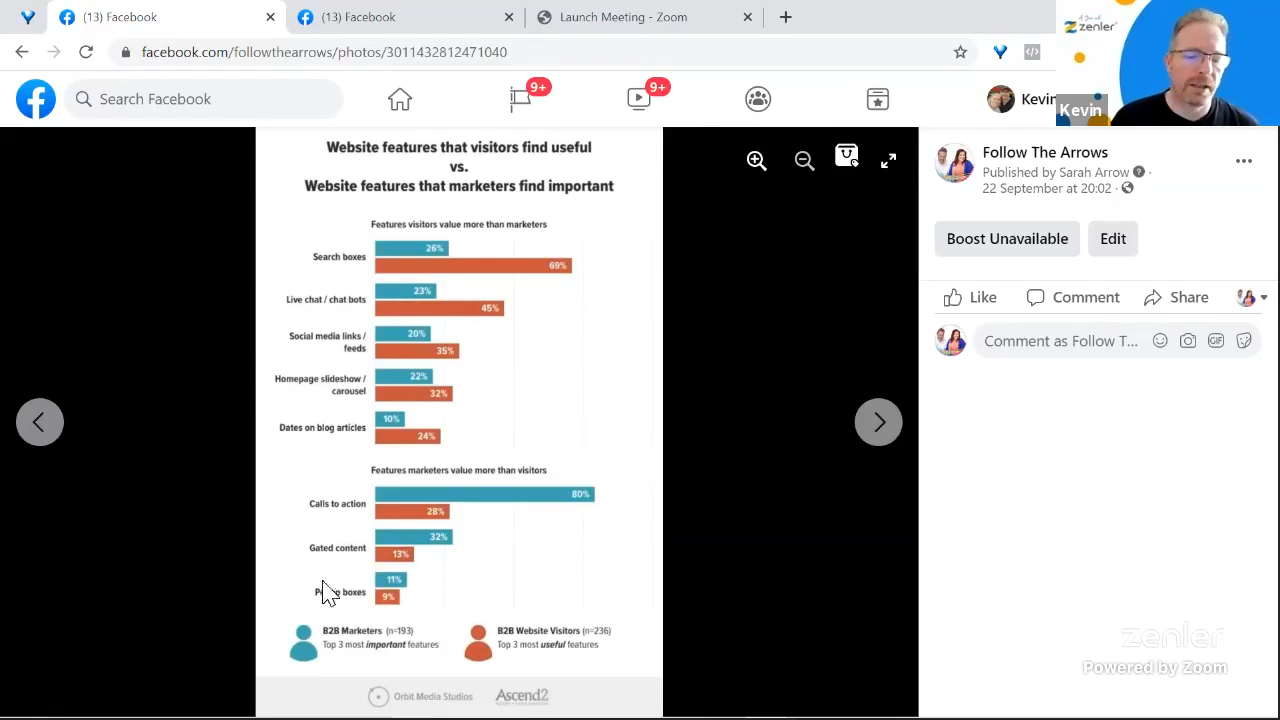 (13) Facebook
(13) Facebook
Launch Meeting - Zoom
facebook.com/followthearrows/photos/3011432812471040
Search Facebook
9+
9+
Kevin
A Year with
zenler
Kevin
Website features that visitors find useful
vs.
Website features that marketers find important
Features visitors value more than marketers
Search boxes
26%
69%
Live chat / chat bots
23%
45%
Social media links /
feeds
20%
35%
Homepage slideshow /
carousel
22%
32%
Dates on blog articles
10%
24%
Features marketers value more than visitors
Calls to action
80%
28%
Gated content
32%
13%
boxes
11%
9%
B2B Marketers (n=193)
Top 3 most important features
B2B Website Visitors (n=236)
Top 3 most useful features
Orbit Media Studios
Ascend2
Follow The Arrows
Published by Sarah Arrow
22 September at 20:02
Boost Unavailable
Edit
Like
Comment
Share
Comment as Follow T...
GIF
zenler
Powered by Zoom